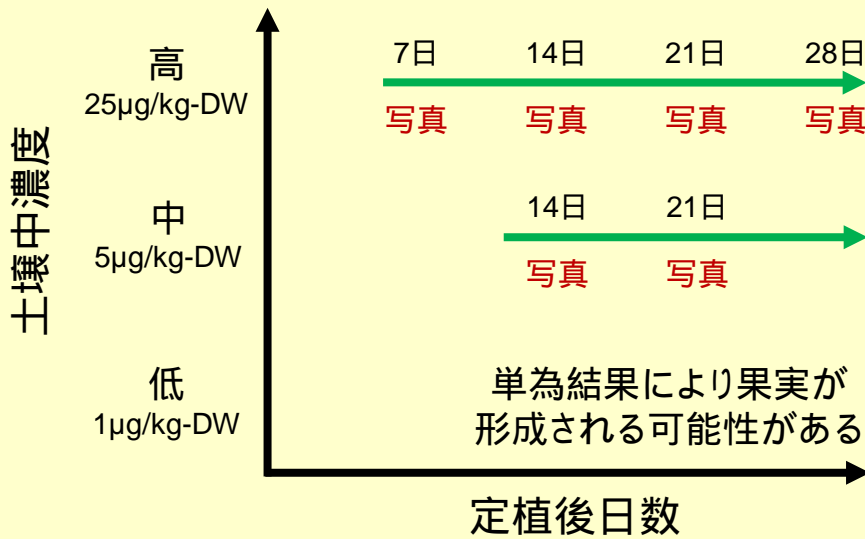 土壌中濃度
高
25μg/kg-DW
7日 14日 21日 28日
写真 写真 写真 写真
中
5μg/kg-DW
14日 21日
写真 写真
低
1μg/kg-DW
単為結果により果実が
形成される可能性がある
定植後日数